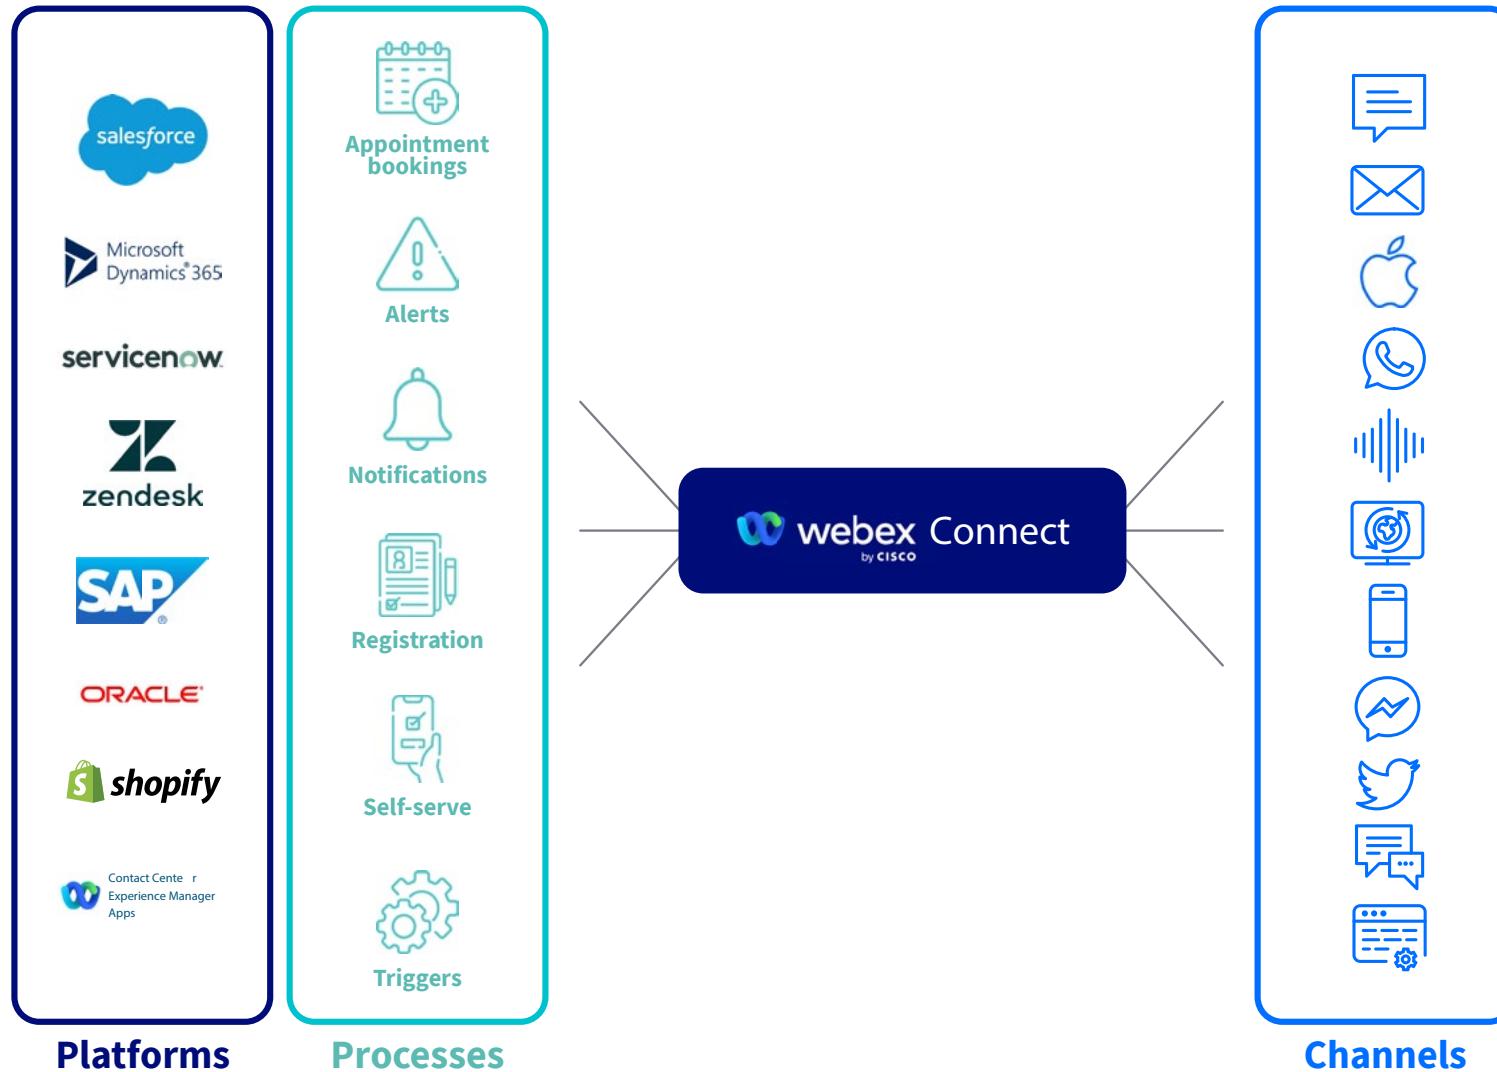 salesforce
Microsoft
Dynamics® 365
servicenow
zendesk
SAP
®
ORACLE®
S
shopify
Contact Cente r
Experience Manager
Apps
Platforms
Appointment
bookings
Alerts
Notifications
Registration
Self-serve
Triggers
Processes
webex Connect
by CISCO
Channels